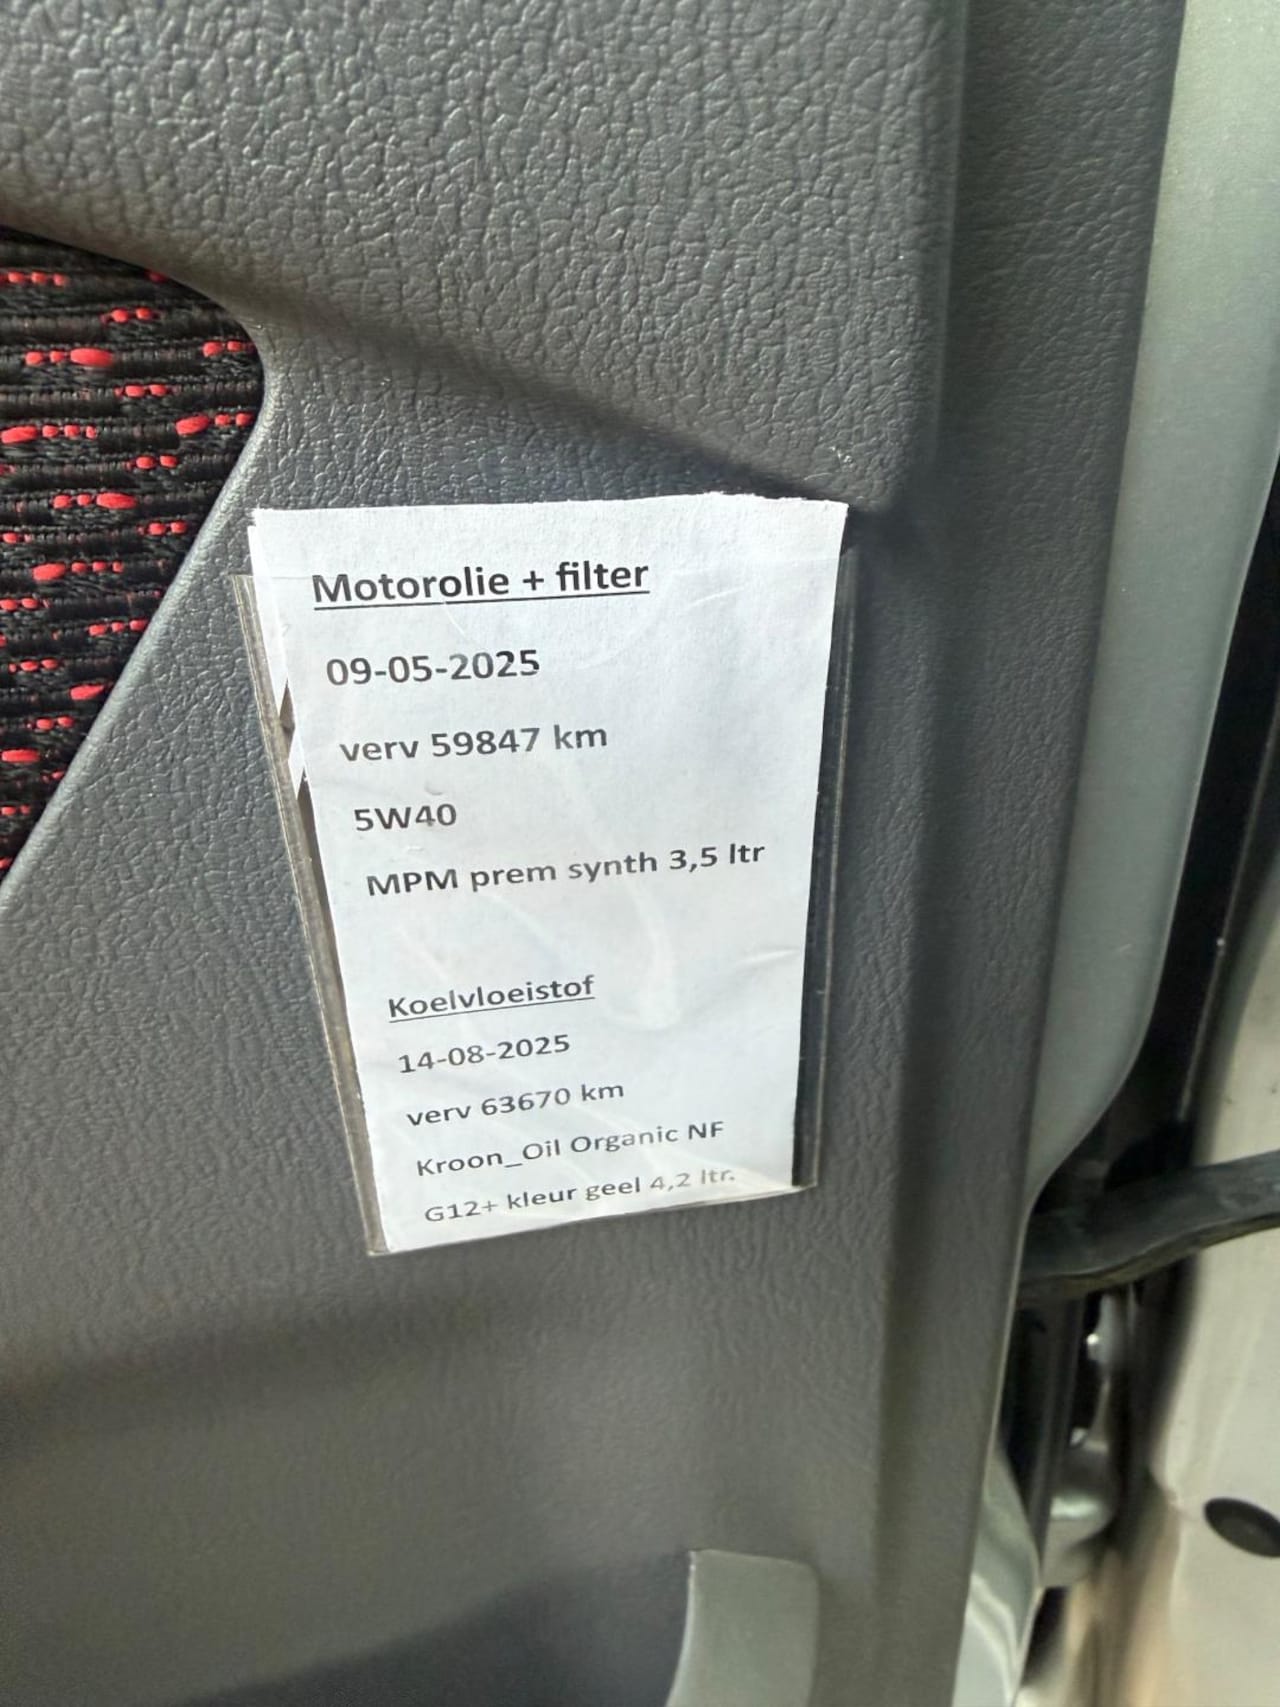 Motorolie + filter
09-05-2025
verv 59847 km
5W40
MPM prem synth 3,5 ltr
Koelvloeistof
14-08-2025
verv 63670 km
Kroon_Oil Organic NF
G12+ kleur geel 4,2 ltr.